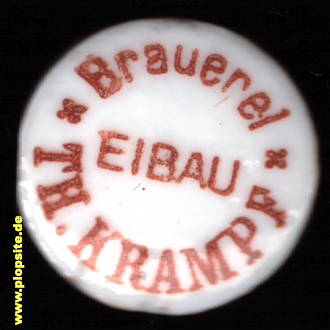 Brauerei
EIBAU
TH. KRAMPF
www.plopsite.de